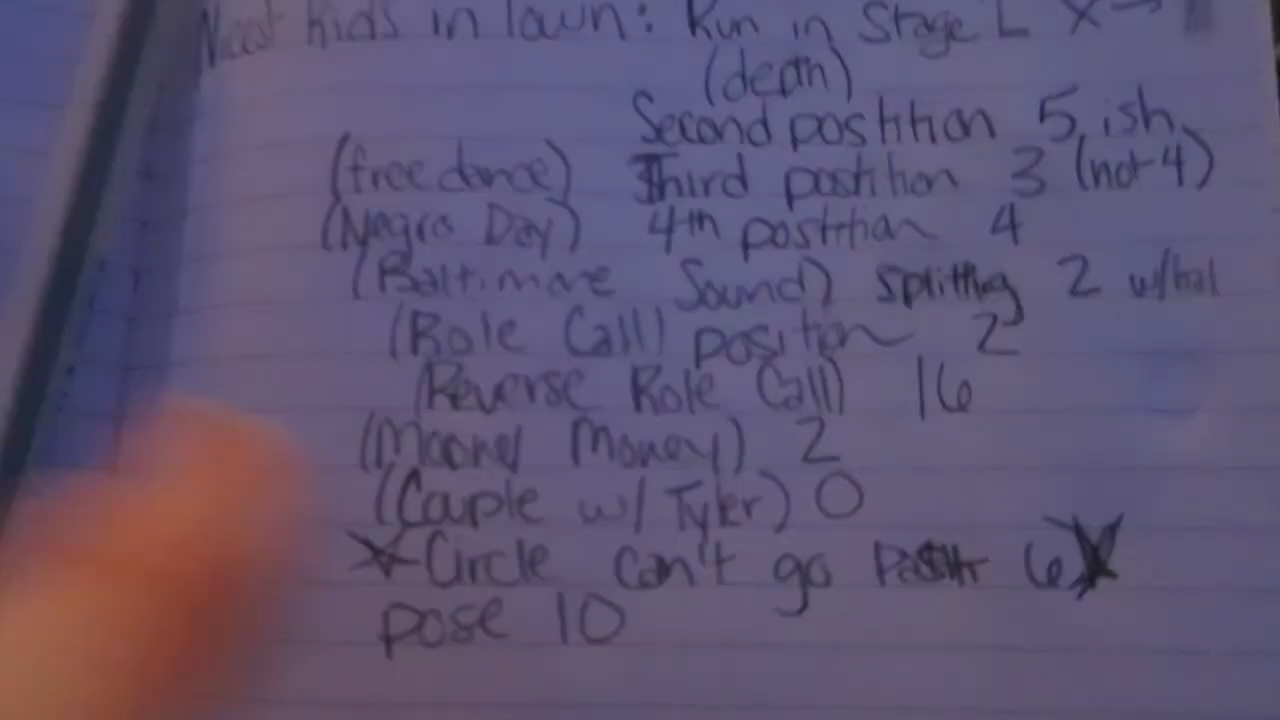 Nicest Kids in Town: Run in Stage L X →
(depth)
Second position 5, ish
(free dance) Third position 3 (not 4)
(Negro Day) 4th position 4
(Baltimore Sound) splitting 2
(Role Call) position 2
(Reverse Role Call) 16
(Money) 2
(Couple w/ Tyler) 0
Circle can't go past 6
pose 10